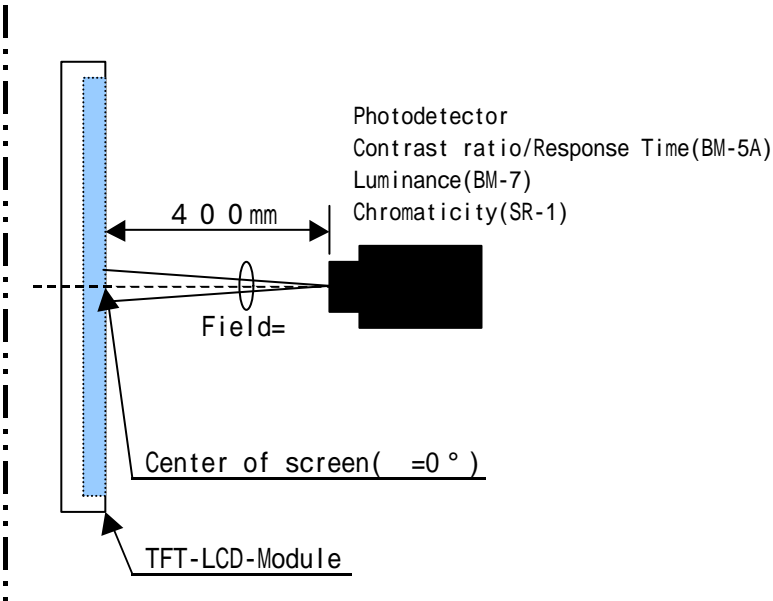 Photodetector
Contrast ratio/Response Time(BM-5A)
Luminance(BM-7)
Chromaticity(SR-1)
４００mm
Field=
Center of screen( =0°)
TFT-LCD-Module